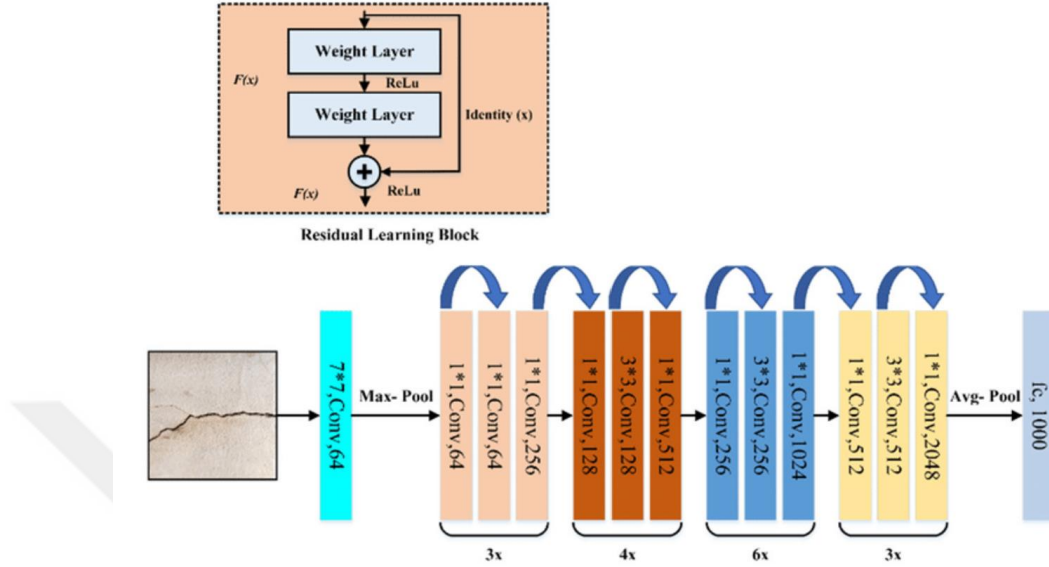 Weight Layer
F(x)
ReLu
Weight Layer
Identity (x)
+
F(x)
ReLu
Residual Learning Block
7*7,Conv,64
Max- Pool
1*1,Conv,64
1*1,Conv,64
1*1,Conv,256
1*1,Conv,128
3*3,Conv,128
1*1,Conv,512
1*1,Conv,256
3*3,Conv,256
1*1,Conv,1024
1*1,Conv,512
3*3,Conv,512
1*1,Conv,2048
Avg- Pool
fc, 1000
3x
4x
6x
3x